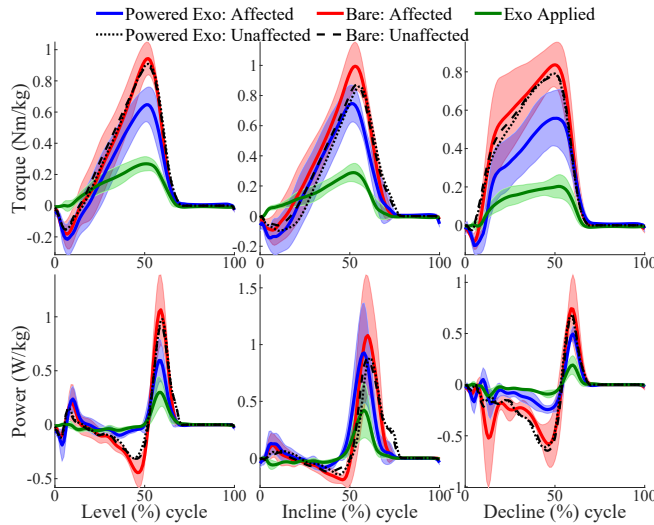 Powered Exo: Affected Bare: Affected Exo Applied
Powered Exo: Unaffected Bare: Unaffected
Torque (Nm/kg)
1
0.8
0.6
0.4
0.2
0
-0.2
0 50 100
1
0.8
0.6
0.4
0.2
0
-0.2
0 50 100
0.8
0.6
0.4
0.2
0
-0.2
0 50 100
Power (W/kg)
1
0.5
0
-0.5
0 50 100
Level (%) cycle
1.5
1
0.5
0
0 50 100
Incline (%) cycle
1
0.5
0
-0.5
-1
0 50 100
Decline (%) cycle